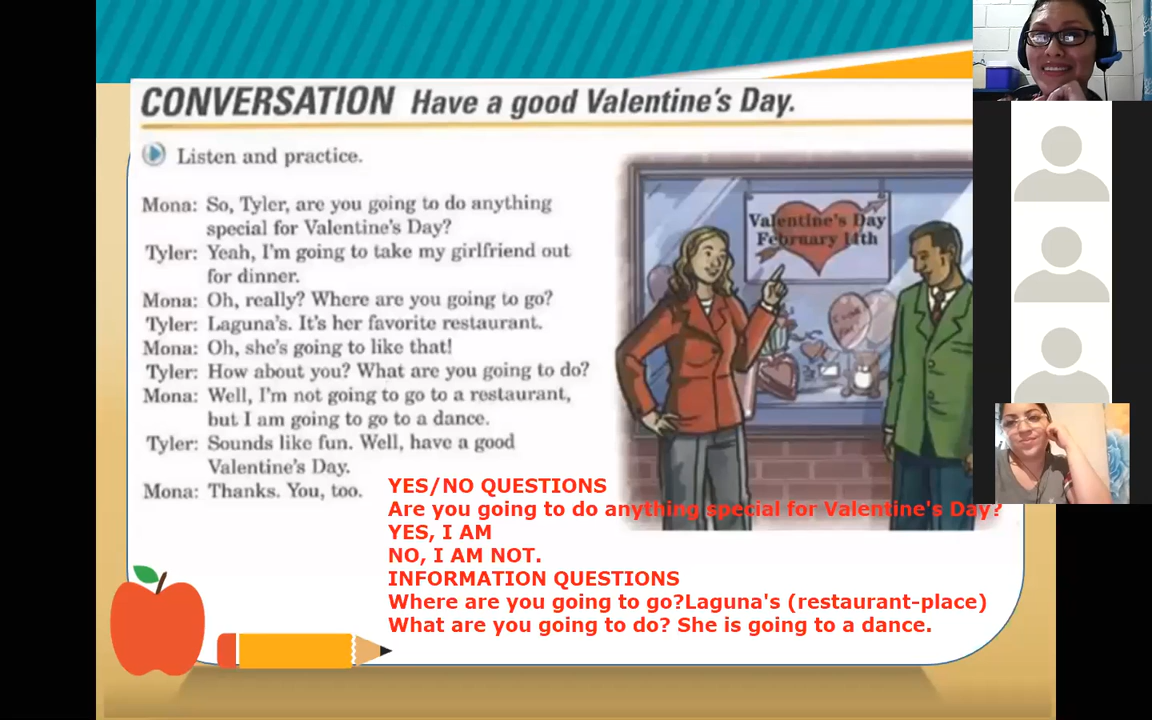 CONVERSATION Have a good Valentine's Day.
Listen and practice.
Mona: So, Tyler, are you going to do anything
special for Valentine's Day?
Tyler: Yeah, I'm going to take my girlfriend out
for dinner.
Mona: Oh, really? Where are you going to go?
Tyler: Laguna's. It's her favorite restaurant.
Mona: Oh, she's going to like that!
Tyler: How about you? What are you going to do?
Mona: Well, I'm not going to go to a restaurant,
but I am going to go to a dance.
Tyler: Sounds like fun. Well, have a good
Valentine's Day.
Mona: Thanks. You, too.
Valentine's Day
February 14th
YES/NO QUESTIONS
Are you going to do anything special for Valentine's Day?
YES, I AM
NO, I AM NOT.
INFORMATION QUESTIONS
Where are you going to go?Laguna's (restaurant-place)
What are you going to do? She is going to a dance.